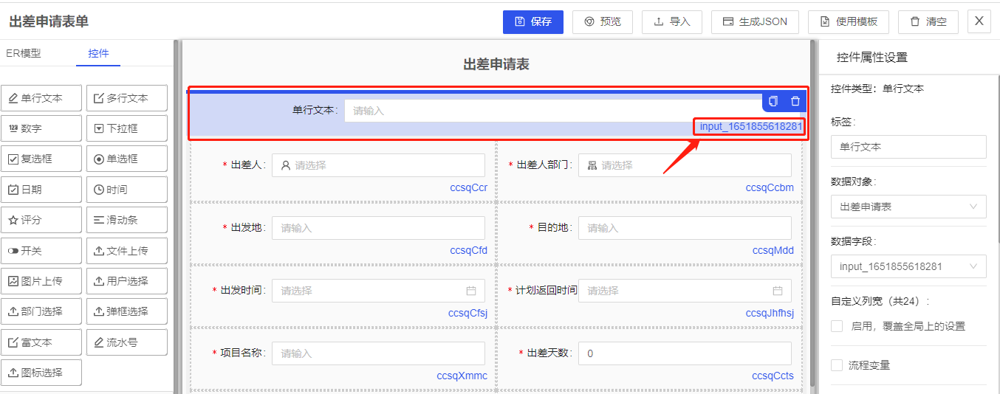 出差申请表单
保存
预览
导入
生成JSON
使用模板
清空
X
ER模型
控件
单行文本
多行文本
数字
下拉框
复选框
单选框
日期
时间
评分
滑动条
开关
文件上传
图片上传
用户选择
部门选择
弹框选择
富文本
流水号
图标选择
出差申请表
单行文本: 请输入
input_1651855618281
* 出差人: 请选择
ccsqCcr
* 出差人部门: 请选择
ccsqCcbm
* 出发地: 请输入
ccsqCfd
* 目的地: 请输入
ccsqMdd
* 出发时间: 请选择
ccsqCfsj
* 计划返回时间 请选择
ccsqJhfhsj
* 项目名称: 请输入
ccsqXmmc
* 出差天数: 0
ccsqCcts
控件属性设置
控件类型：单行文本
标签:
单行文本
数据对象:
出差申请表
数据字段:
input_1651855618281
自定义列宽（共24）:
启用，覆盖全局上的设置
流程变量